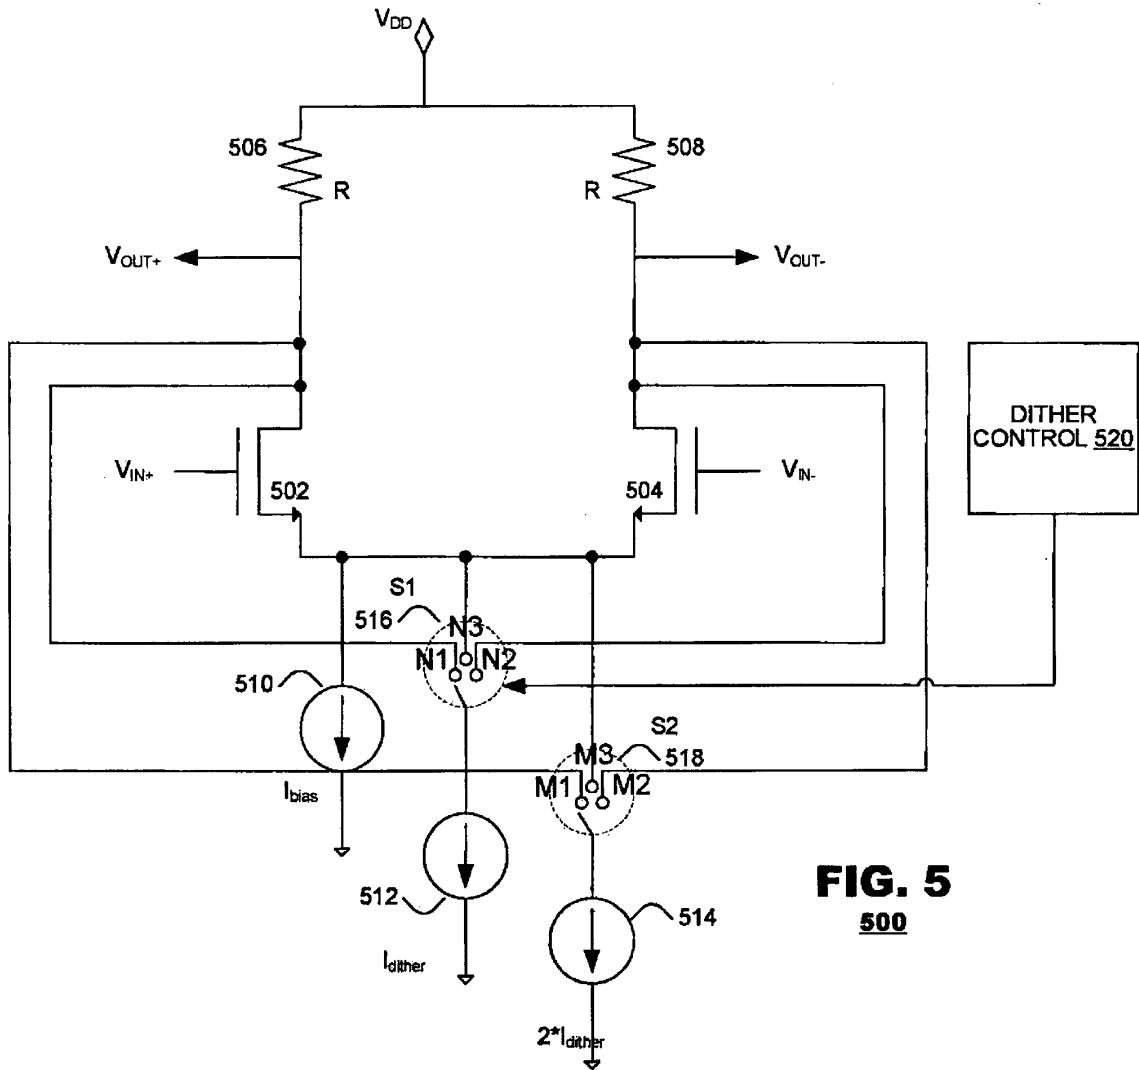 VDD
506
R
508
R
VOUT+
VOUT-
DITHER
CONTROL 520
VIN+
502
504
VIN-
S1
516
N3
N1
N2
510
S2
518
M3
M1
M2
Ibias
512
514
Idither
2*Idither
FIG. 5
500